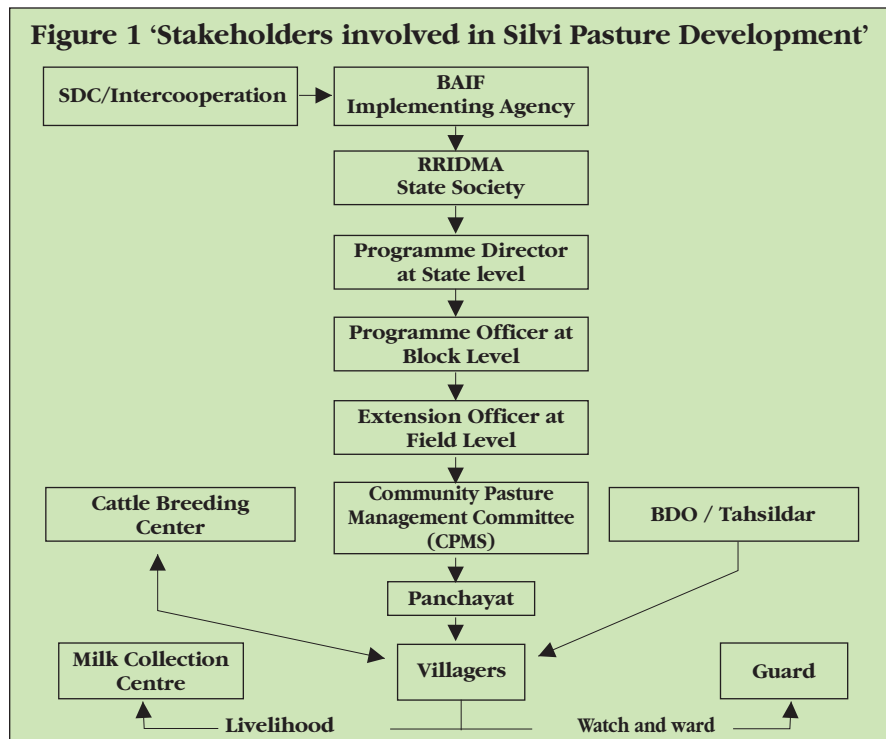 Figure 1 ‘Stakeholders involved in Silvi Pasture Development’
SDC/Intercooperation
BAIF
Implementing Agency
RRIDMA
State Society
Programme Director
at State level
Programme Officer at
Block Level
Extension Officer at
Field Level
Cattle Breeding
Center
Community Pasture
Management Committee
(CPMS)
BDO / Tahsildar
Panchayat
Milk Collection
Centre
Villagers
Guard
Livelihood
Watch and ward